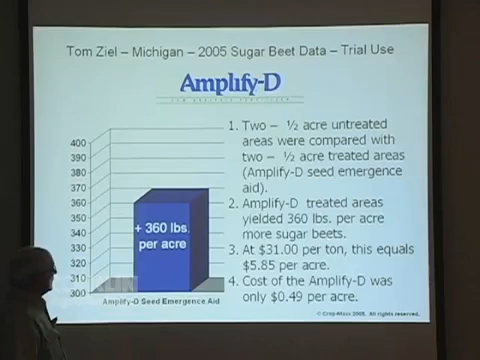 Tom Ziel – Michigan – 2005 Sugar Beet Data – Trial Use
Amplify-D
1. Two – ½ acre untreated
areas were compared with
two – ½ acre treated areas
(Amplify-D seed emergence
aid).
2. Amplify-D treated areas
yielded 360 lbs. per acre
more sugar beets.
3. At $31.00 per ton, this equals
$5.85 per acre.
4. Cost of the Amplify-D was
only $0.49 per acre.
400
390
380
370
360
350
340
330
320
310
300
+ 360 lbs.
per acre
Amplify-D Seed Emergence Aid
© Crop-Maxx 2005. All rights reserved.